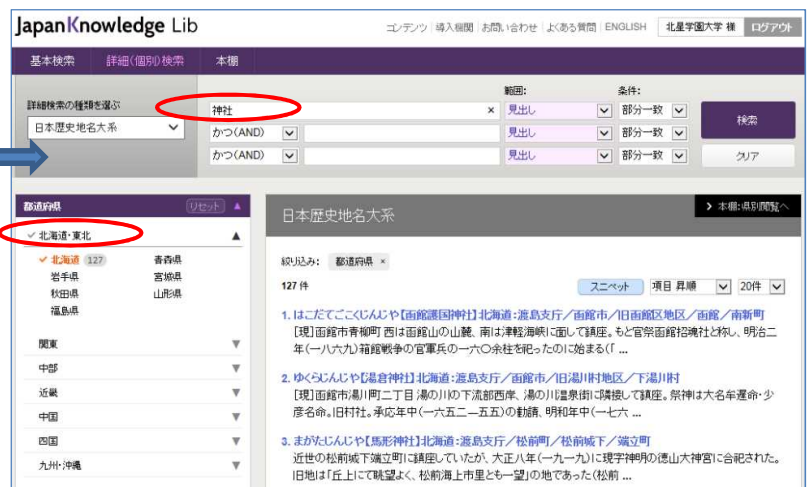 JapanKnowledge Lib
コンテンツ 導入機関 お問い合わせ よくある質問 ENGLISH 北星学園大学 様 ログアウト
基本検索 詳細(個別)検索 本棚
範囲: 条件:
詳細検索の種類を選ぶ
神社 × 見出し 部分一致
検索
日本歴史地名大系
かつ(AND) 見出し 部分一致
かつ(AND) 見出し 部分一致
クリア
都道府県 リセット ▲
日本歴史地名大系
> 本棚:県別閲覧へ
✓ 北海道・東北 ▲
✓ 北海道 127 青森県
岩手県 宮城県
秋田県 山形県
福島県
関東 ▼
中部 ▼
近畿 ▼
中国 ▼
四国 ▼
九州・沖縄 ▼
絞り込み: 都道府県 ×
127 件 スニペット 項目 昇順 20件
1. はこだてごこくじんじや【函館護国神社】北海道:渡島支庁/函館市/旧函館区地区/函館/南新町
[現]函館市青柳町 西は函館山の山麓、南は津軽海峡に面して鎮座。もと官祭函館招魂社と称し、明治二
年(一八六九)箱館戦争の官軍兵の一六〇余柱を祀ったのに始まる(「 ...
2. ゆくらじんじや【湯倉神社】北海道:渡島支庁/函館市/旧湯川村地区/下湯川村
[現]函館市湯川町二丁目 湯の川の下流部西岸、湯の川温泉街に隣接して鎮座。祭神は大名牟遅命・少
彦名命。旧村社。承応年中(一六五二―五五)の勧請、明和年中(一七六 ...
3. まがたじんじや【馬形神社】北海道:渡島支庁/松前町/松前城下/端立町
近世の松前城下端立町に鎮座していたが、大正八年(一九一九)に現字神明の徳山大神宮に合祀された。
旧地は「丘上にて眺望よく、松前海上市里とも一望」の地であった(松前 ...